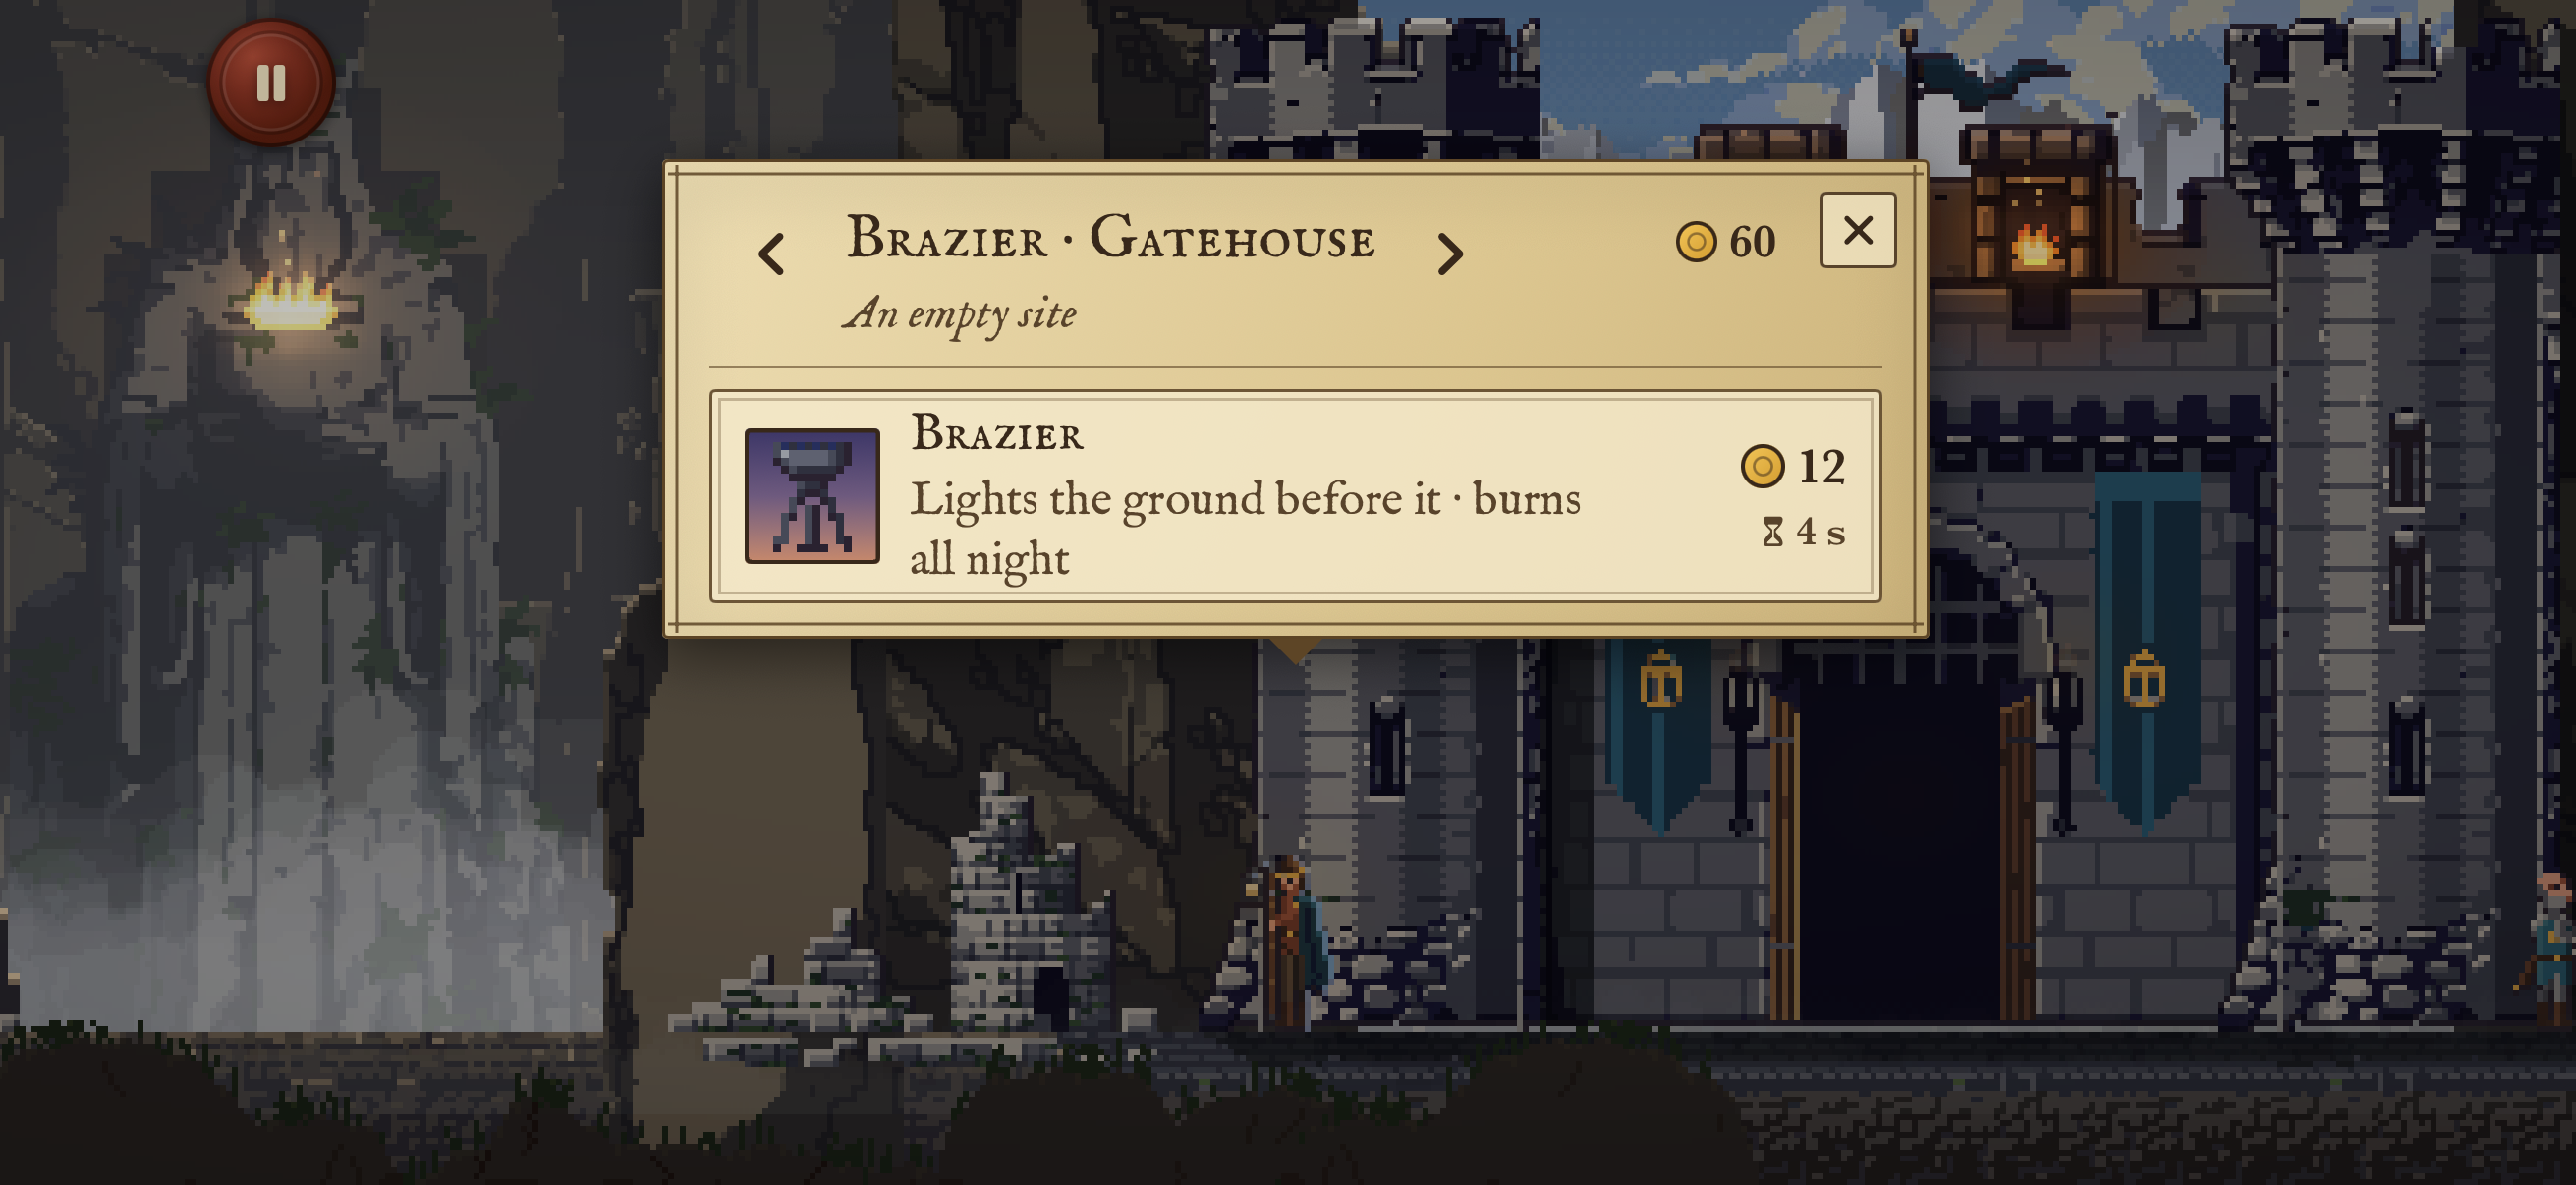 Brazier · Gatehouse
60
An empty site
Brazier
Lights the ground before it · burns
all night
12
4 s